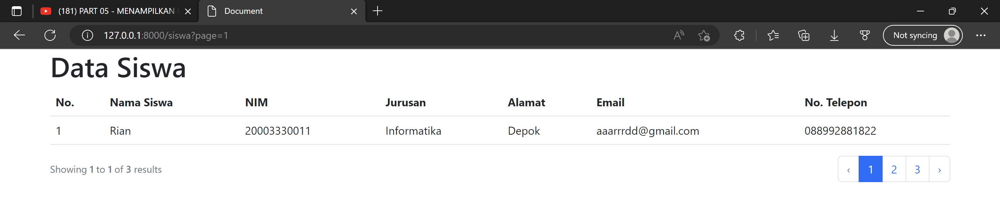 (181) PART 05 - MENAMPILKAN
Document
127.0.0.1:8000/siswa?page=1
Not syncing
Data Siswa
No. Nama Siswa NIM Jurusan Alamat Email No. Telepon
1 Rian 20003330011 Informatika Depok aaarrrdd@gmail.com 088992881822
Showing 1 to 1 of 3 results
‹ 1 2 3 ›